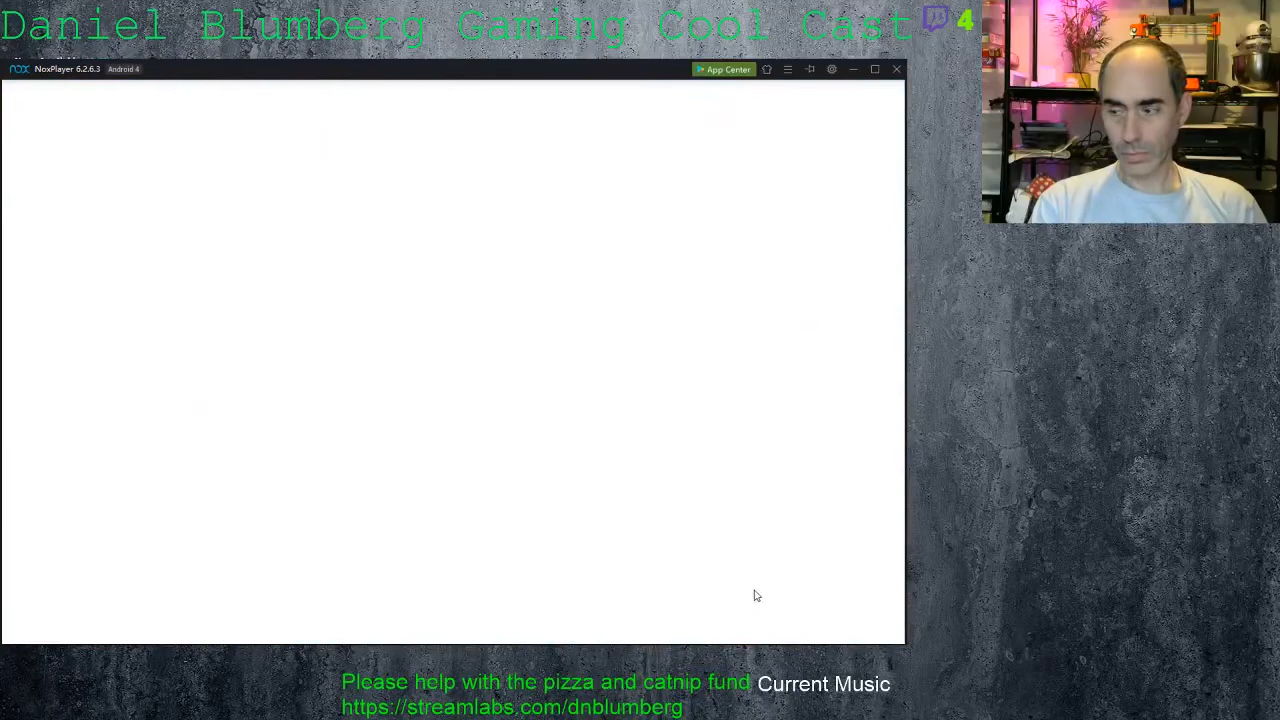 Daniel Blumberg Gaming Cool Cast 4
nox NoxPlayer 6.2.6.3 Android 4 App Center
Please help with the pizza and catnip fund Current Music
https://streamlabs.com/dnblumberg